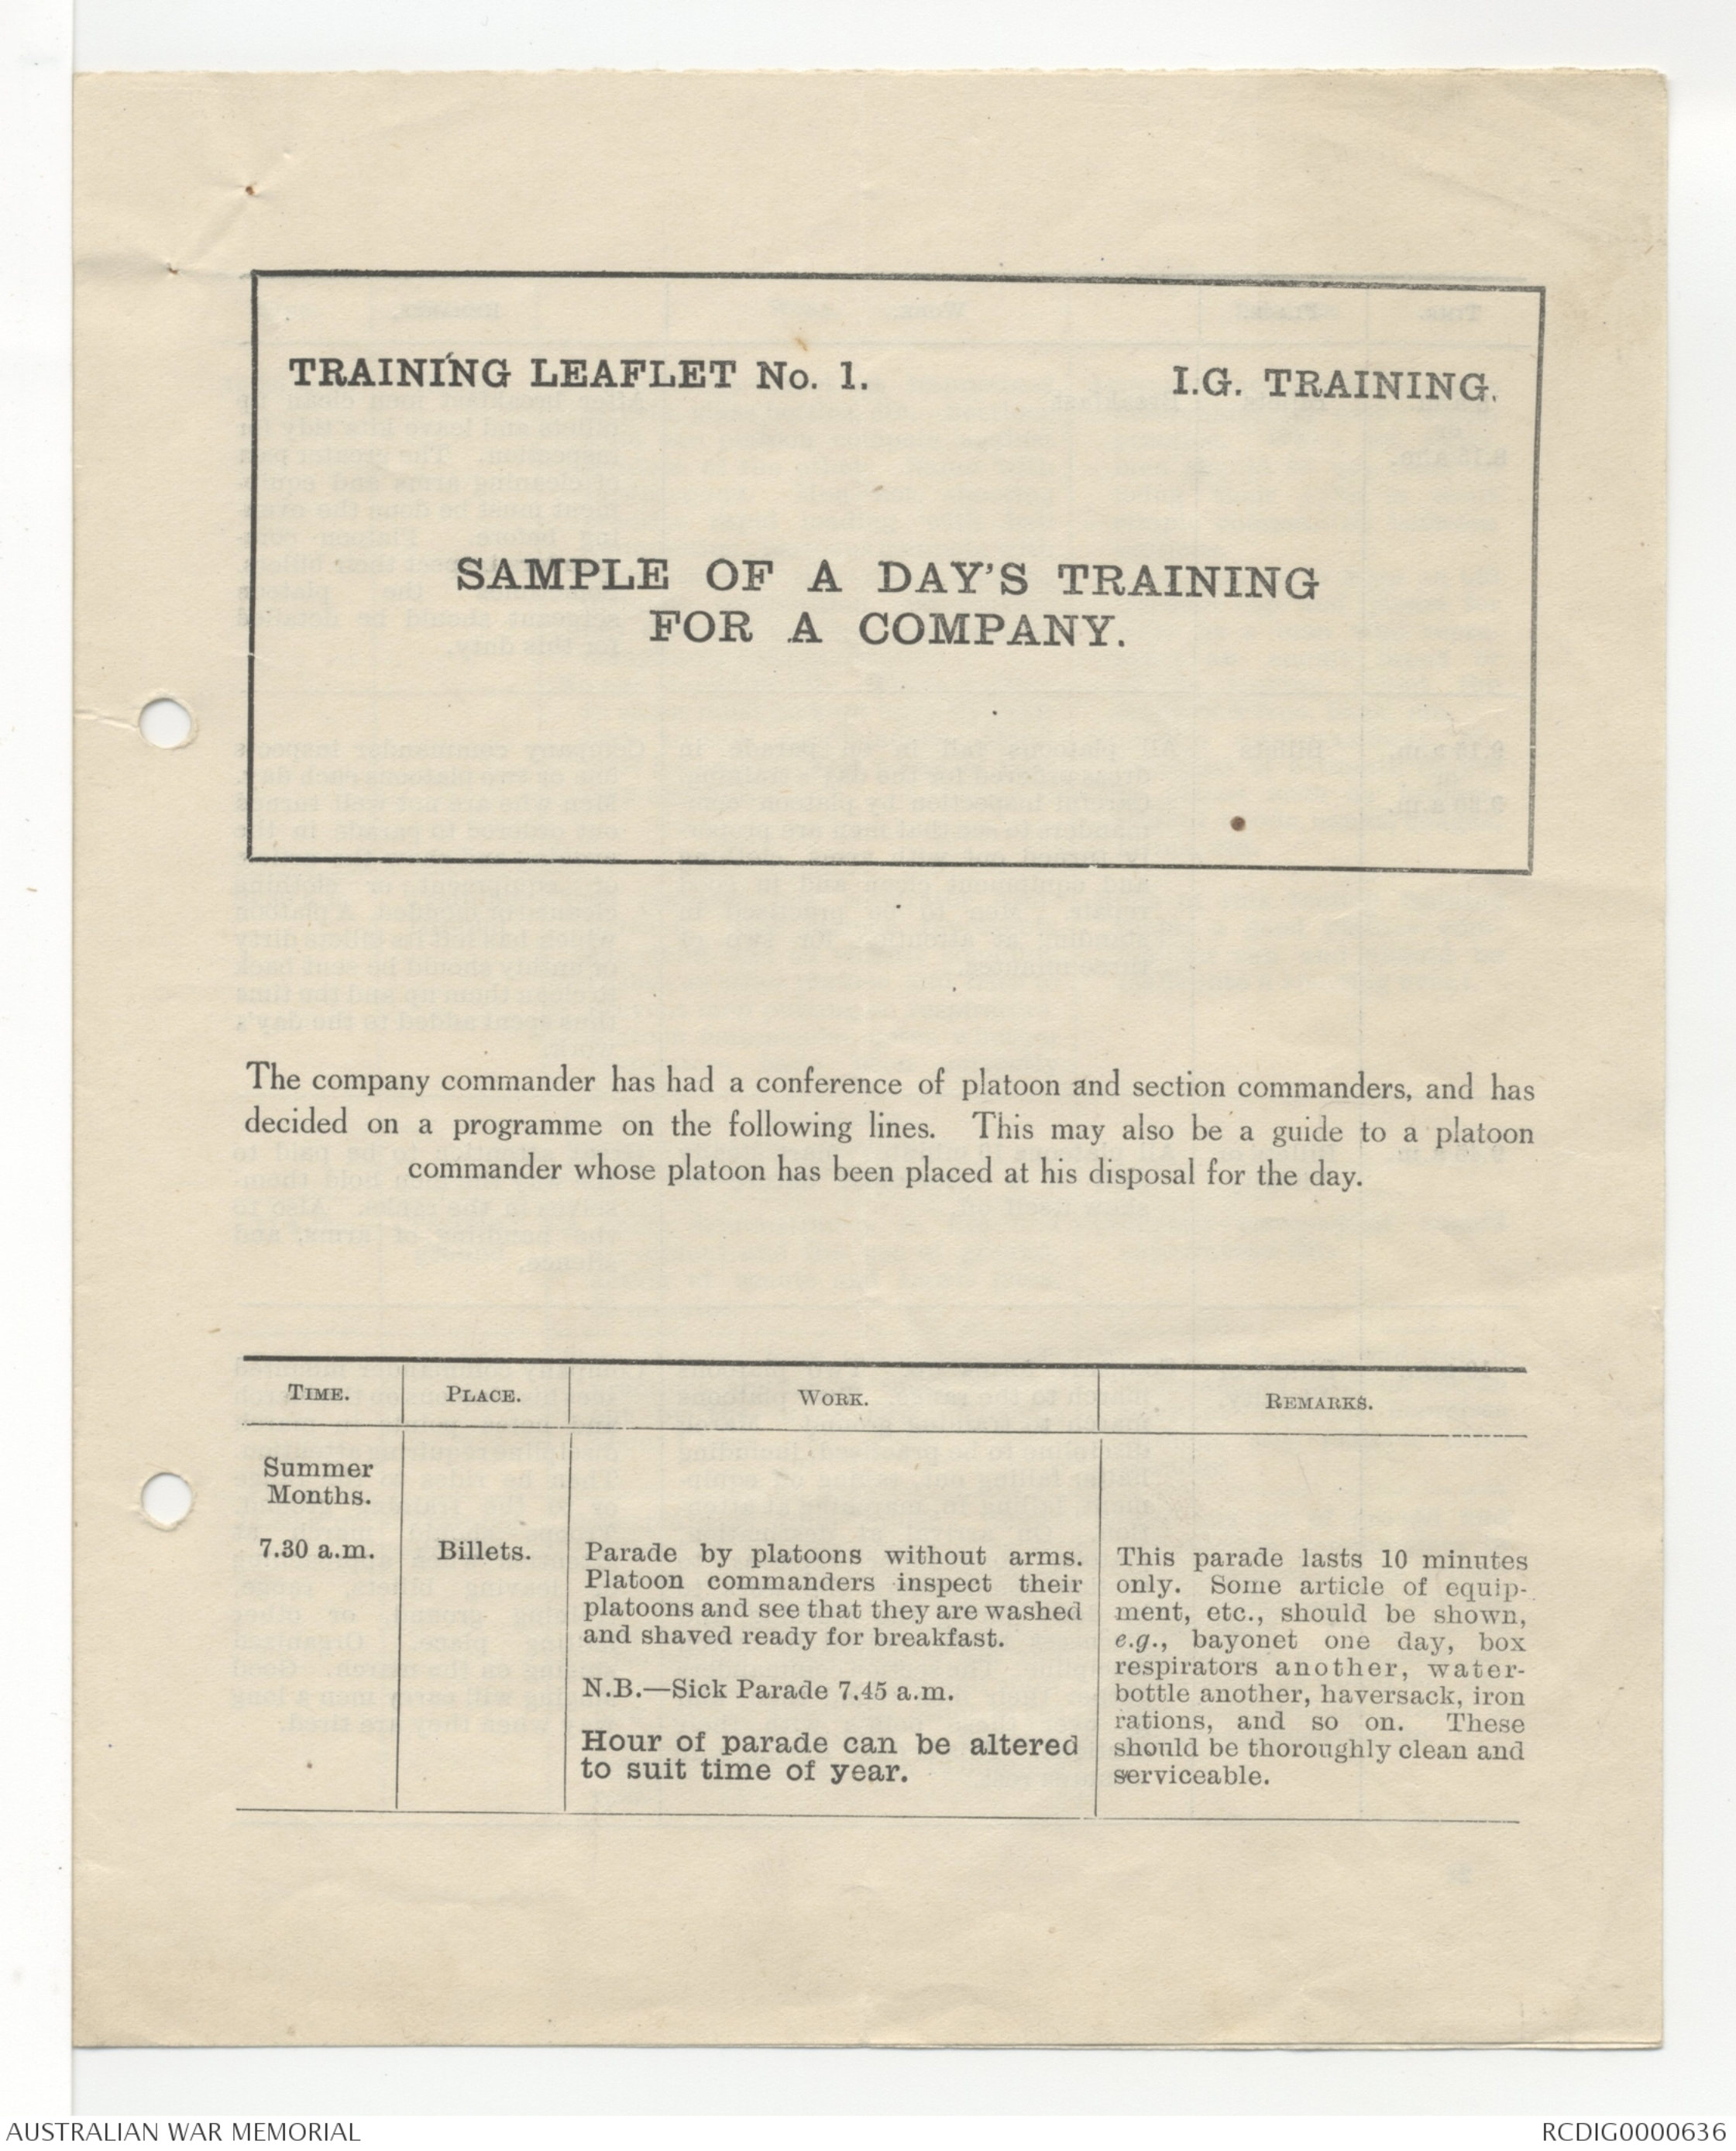 TRAINING LEAFLET No. 1.
I.G. TRAINING.
SAMPLE OF A DAY'S TRAINING
FOR A COMPANY.
The company commander has had a conference of platoon and section commanders, and has
decided on a programme on the following lines. This may also be a guide to a platoon
commander whose platoon has been placed at his disposal for the day.
TIME.
PLACE.
WORK.
REMARKS.
Summer
Months.
7.30 a.m.
Billets.
Parade by platoons without arms.
Platoon commanders inspect their
platoons and see that they are washed
and shaved ready for breakfast.
N.B.—Sick Parade 7.45 a.m.
Hour of parade can be altered
to suit time of year.
This parade lasts 10 minutes
only. Some article of equip-
ment, etc., should be shown,
e.g., bayonet one day, box
respirators another, water-
bottle another, haversack, iron
rations, and so on. These
should be thoroughly clean and
serviceable.
AUSTRALIAN WAR MEMORIAL
RCDIG0000636